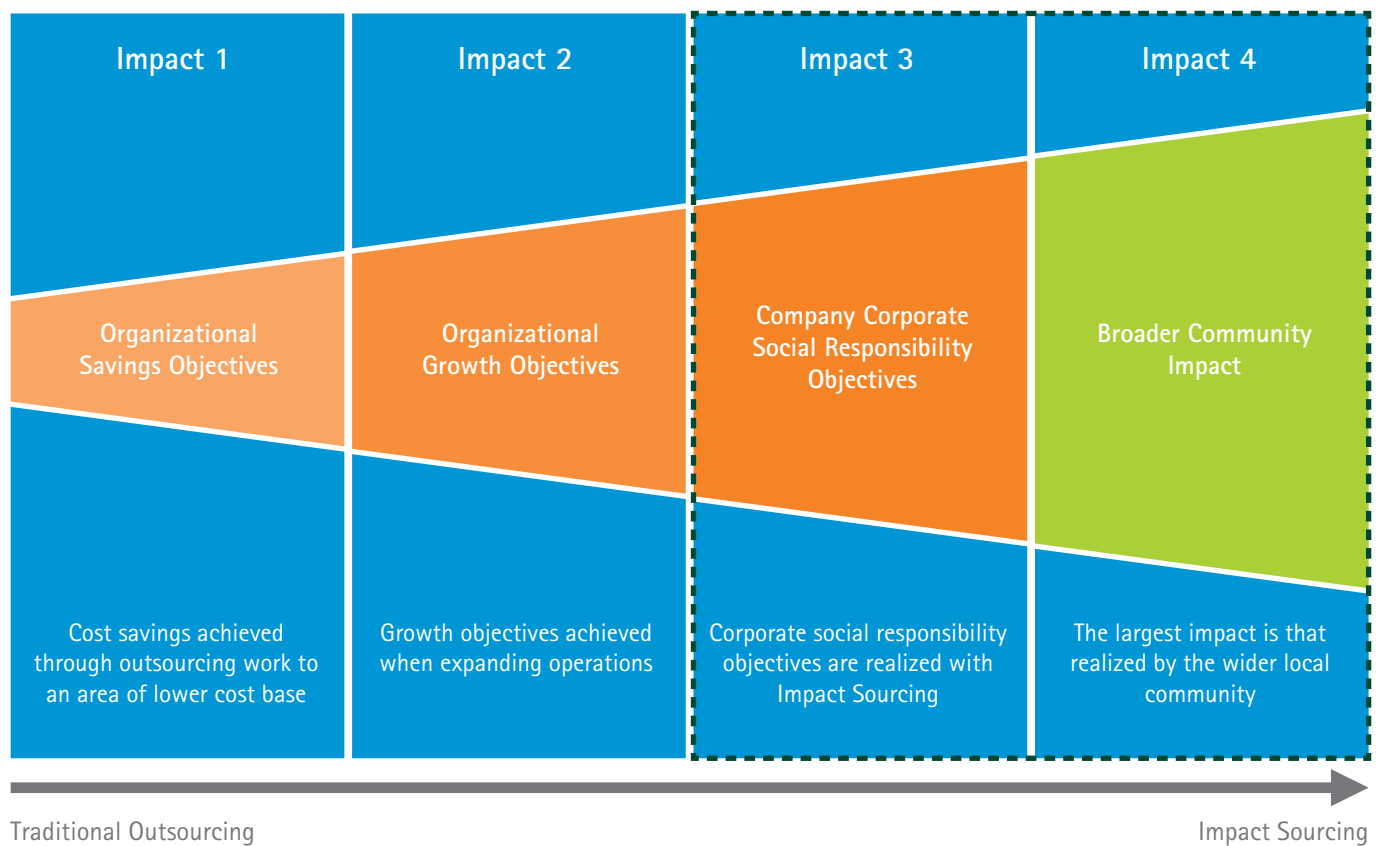 Impact 1
Impact 2
Impact 3
Impact 4
Organizational
Savings Objectives
Organizational
Growth Objectives
Company Corporate
Social Responsibility
Objectives
Broader Community
Impact
Cost savings achieved
through outsourcing work to
an area of lower cost base
Growth objectives achieved
when expanding operations
Corporate social responsibility
objectives are realized with
Impact Sourcing
The largest impact is that
realized by the wider local
community
Traditional Outsourcing
Impact Sourcing